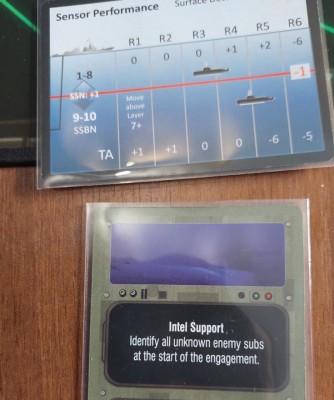 Sensor Performance
R1 R2 R3 R4 R5 R6
0 0 0 +1 +2 -6
1-8
SSN: +1
-1
9-10
SSBN
Move
above
Layer
7+
TA +1 +1 0 0 -6 -5
Intel Support
Identify all unknown enemy subs
at the start of the engagement.